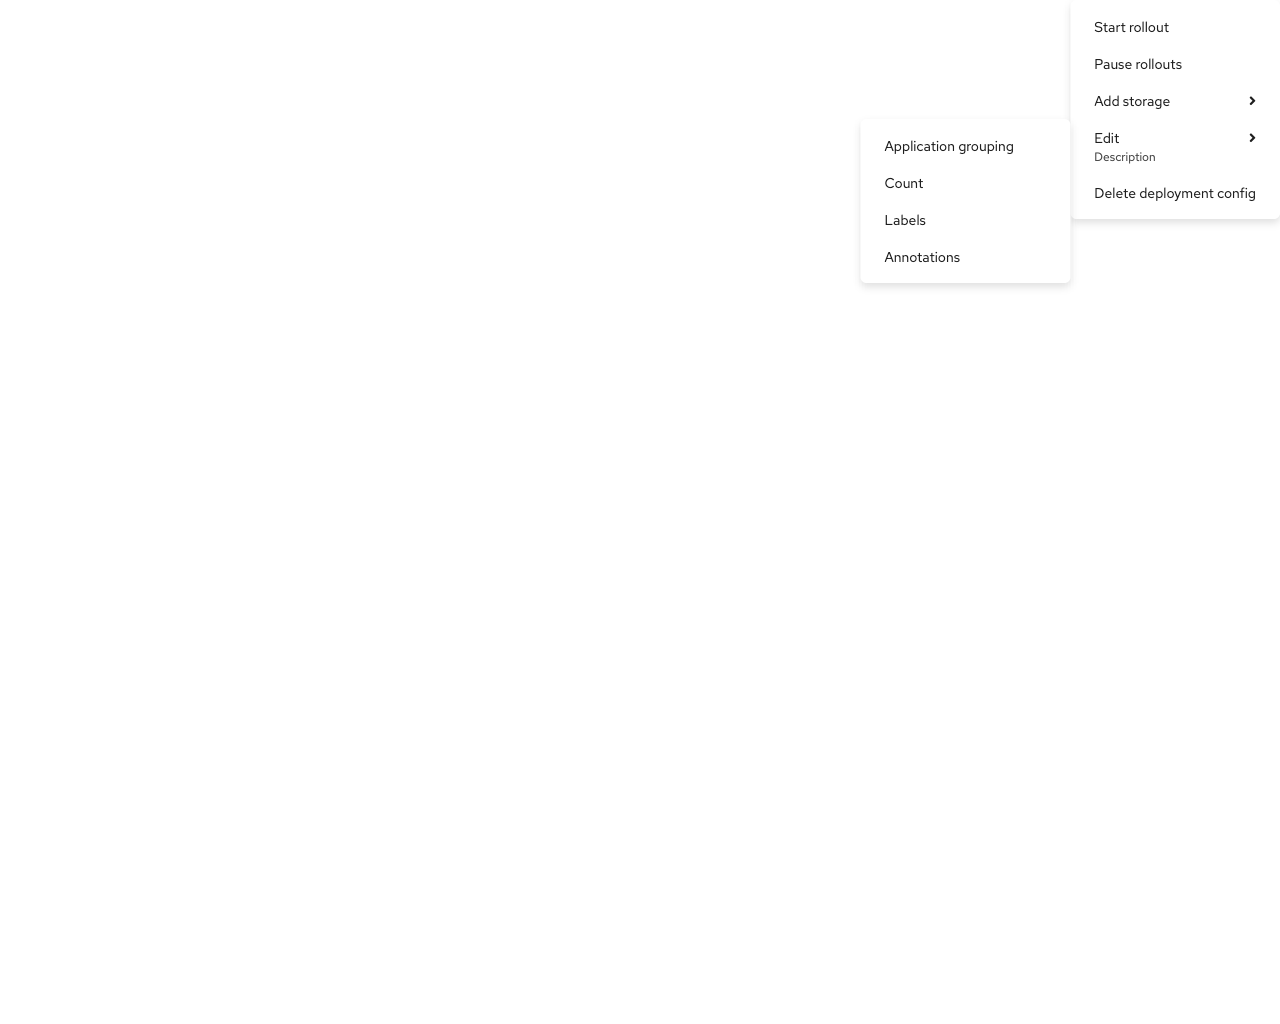 Start rollout
Pause rollouts
Add storage
Edit
Description
Delete deployment config
Application grouping
Count
Labels
Annotations